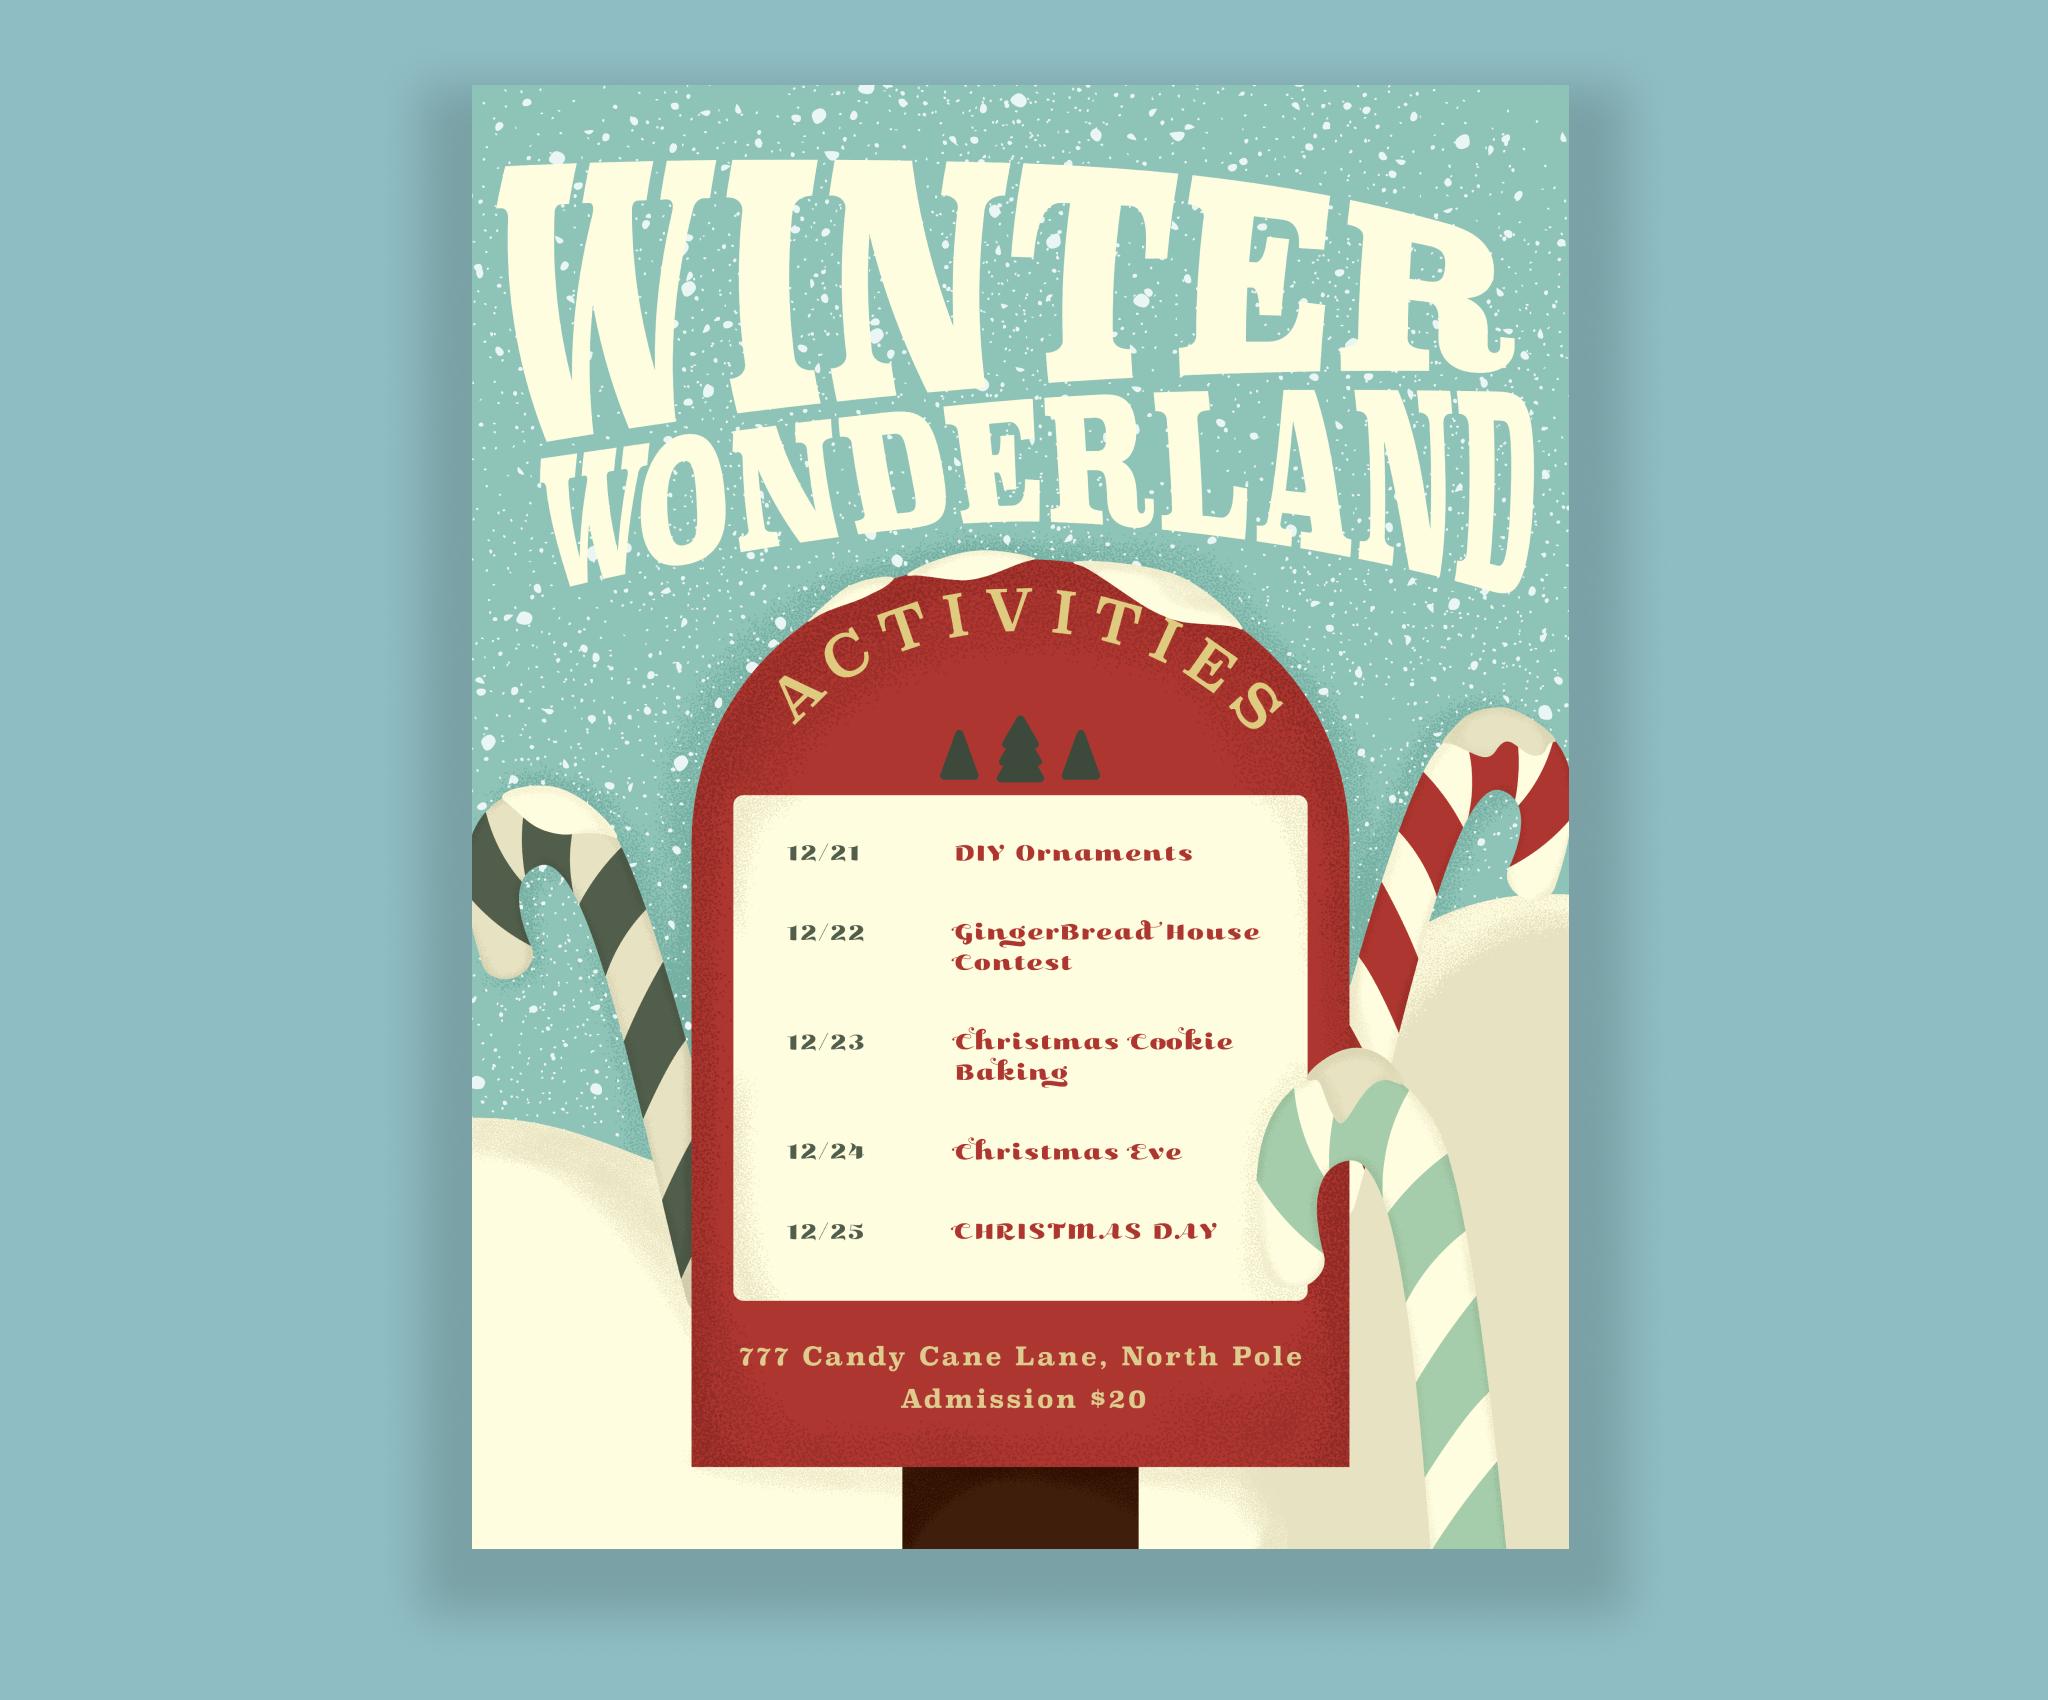 WINTER
WONDERLAND
ACTIVITIES
12/21 DIY Ornaments
12/22 GingerBread House
Contest
12/23 Christmas Cookie
Baking
12/24 Christmas Eve
12/25 CHRISTMAS DAY
777 Candy Cane Lane, North Pole
Admission $20